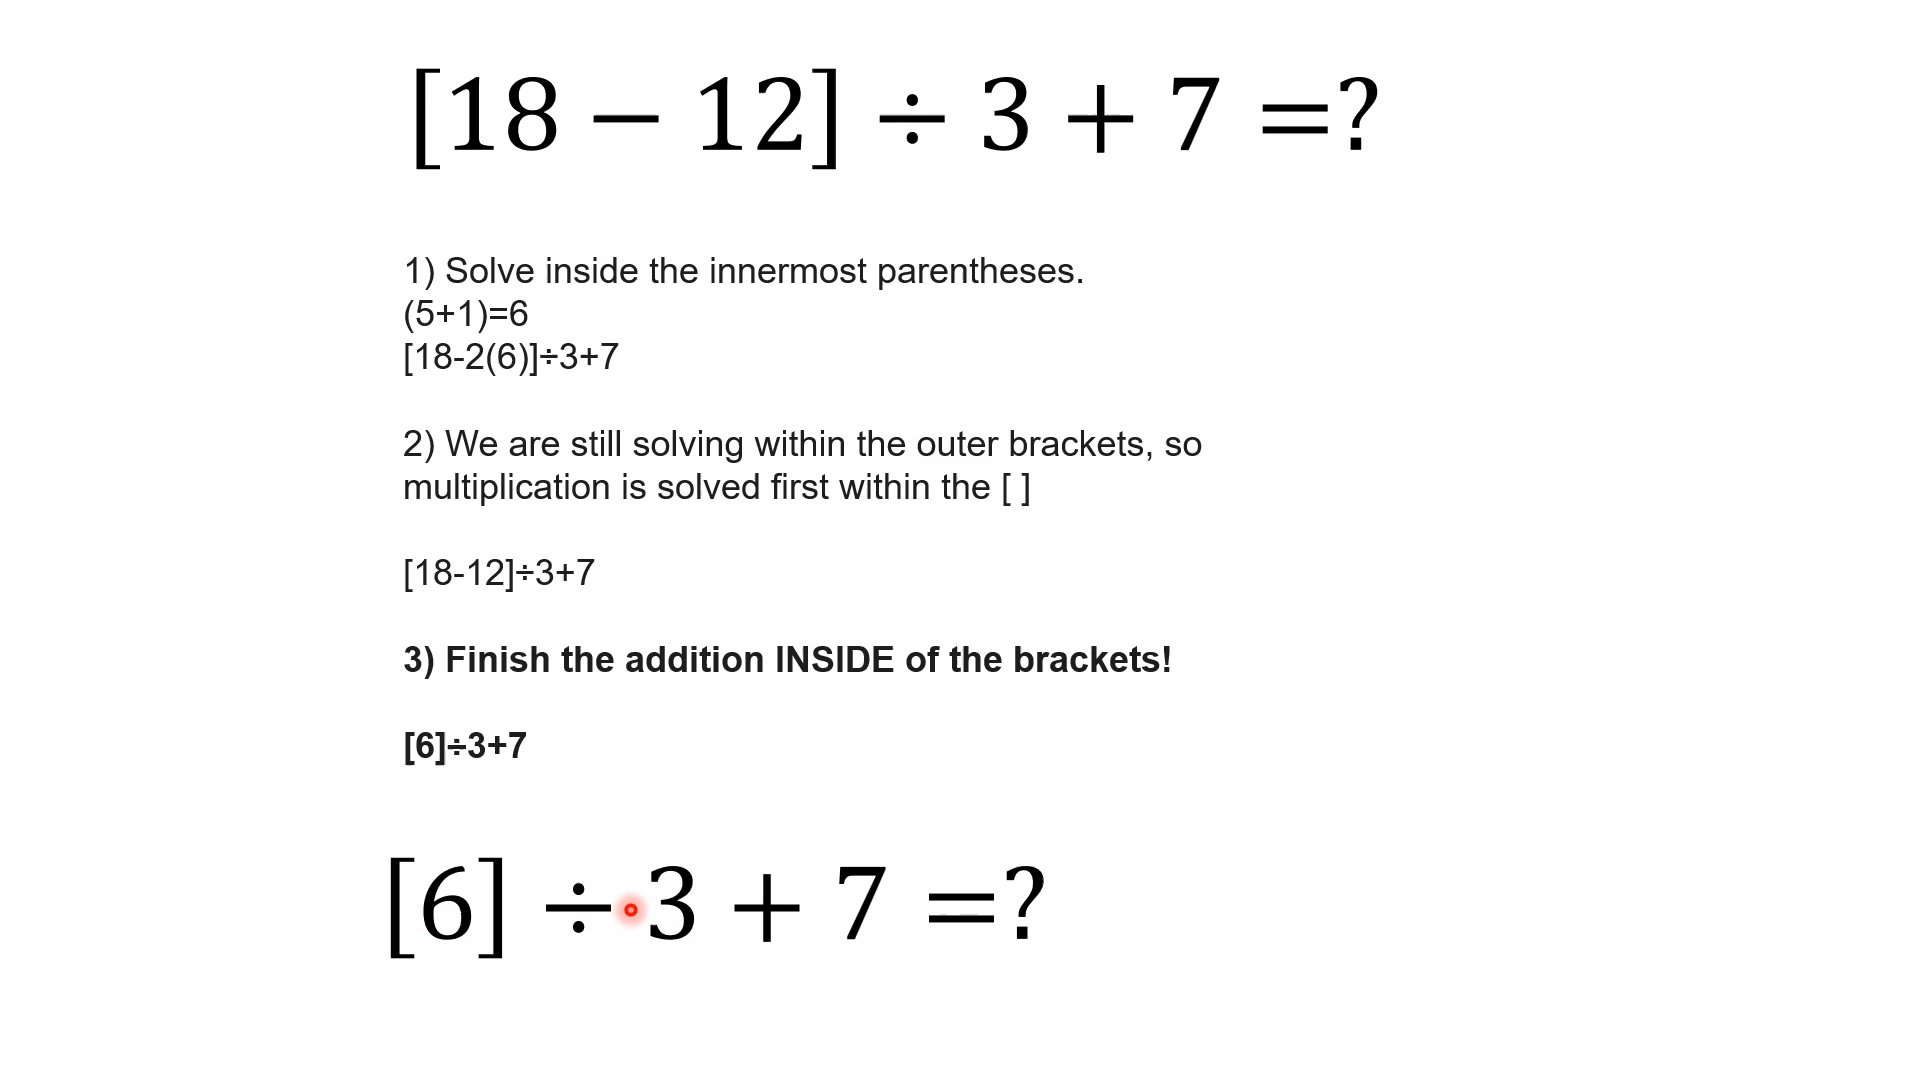 [18 − 12] ÷ 3 + 7 =?
1) Solve inside the innermost parentheses.
(5+1)=6
[18-2(6)]÷3+7
2) We are still solving within the outer brackets, so
multiplication is solved first within the [ ]
[18-12]÷3+7
3) Finish the addition INSIDE of the brackets!
[6]÷3+7
[6] ÷ 3 + 7 =?